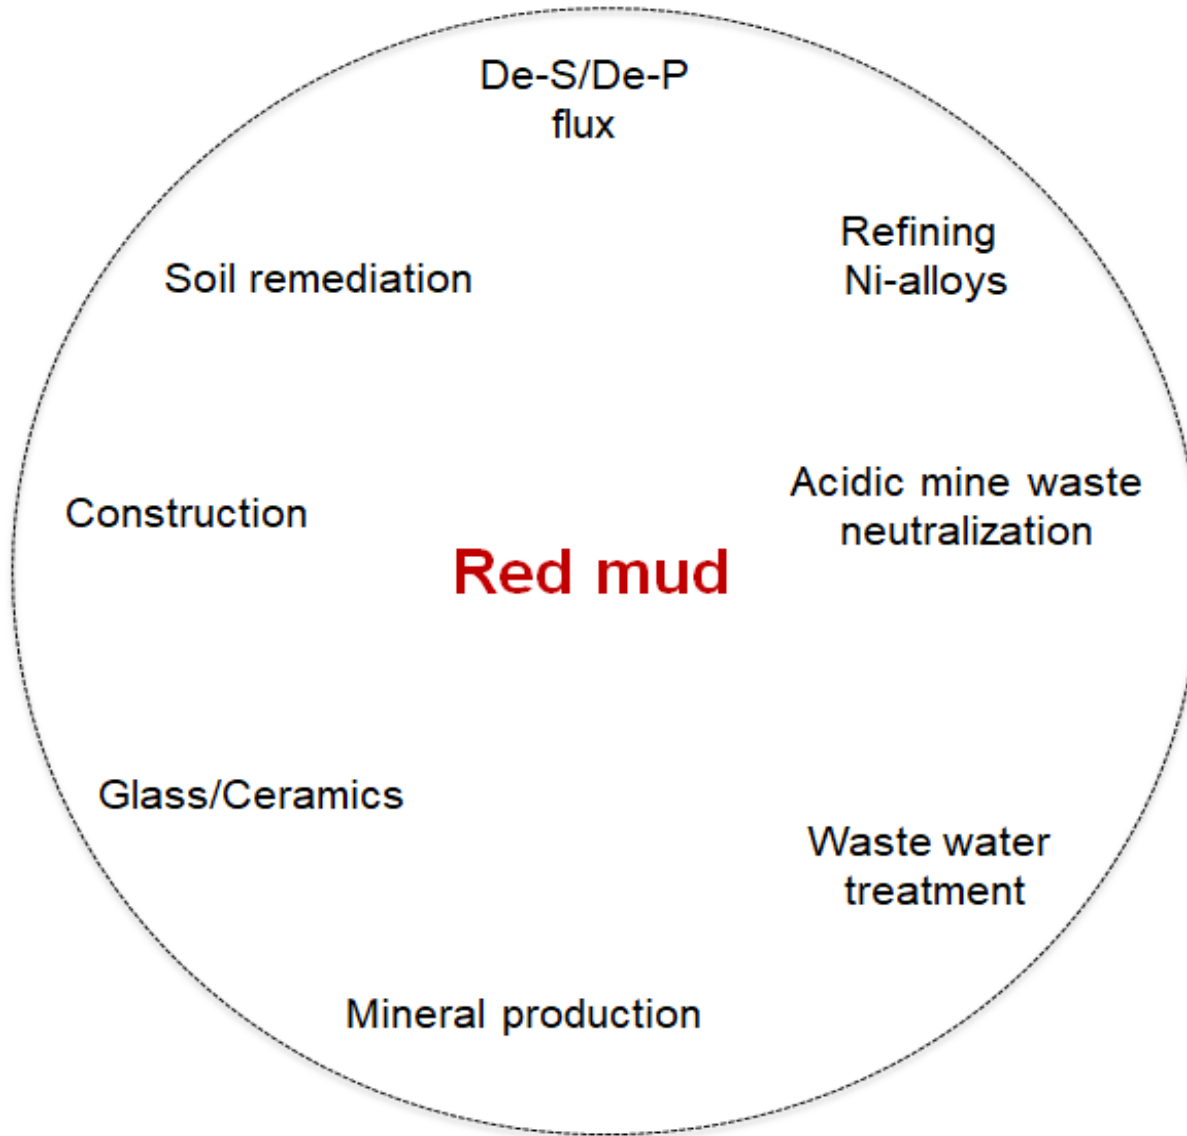 De-S/De-P
flux
Refining
Ni-alloys
Soil remediation
Acidic mine waste
neutralization
Construction
Red mud
Glass/Ceramics
Waste water
treatment
Mineral production